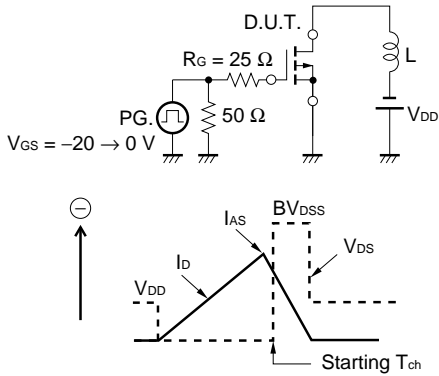 D.U.T.
RG = 25 Ω
L
PG.
50 Ω
VDD
VGS = −20 → 0 V
−
BVDSS
IAS
ID
VDS
VDD
Starting Tch